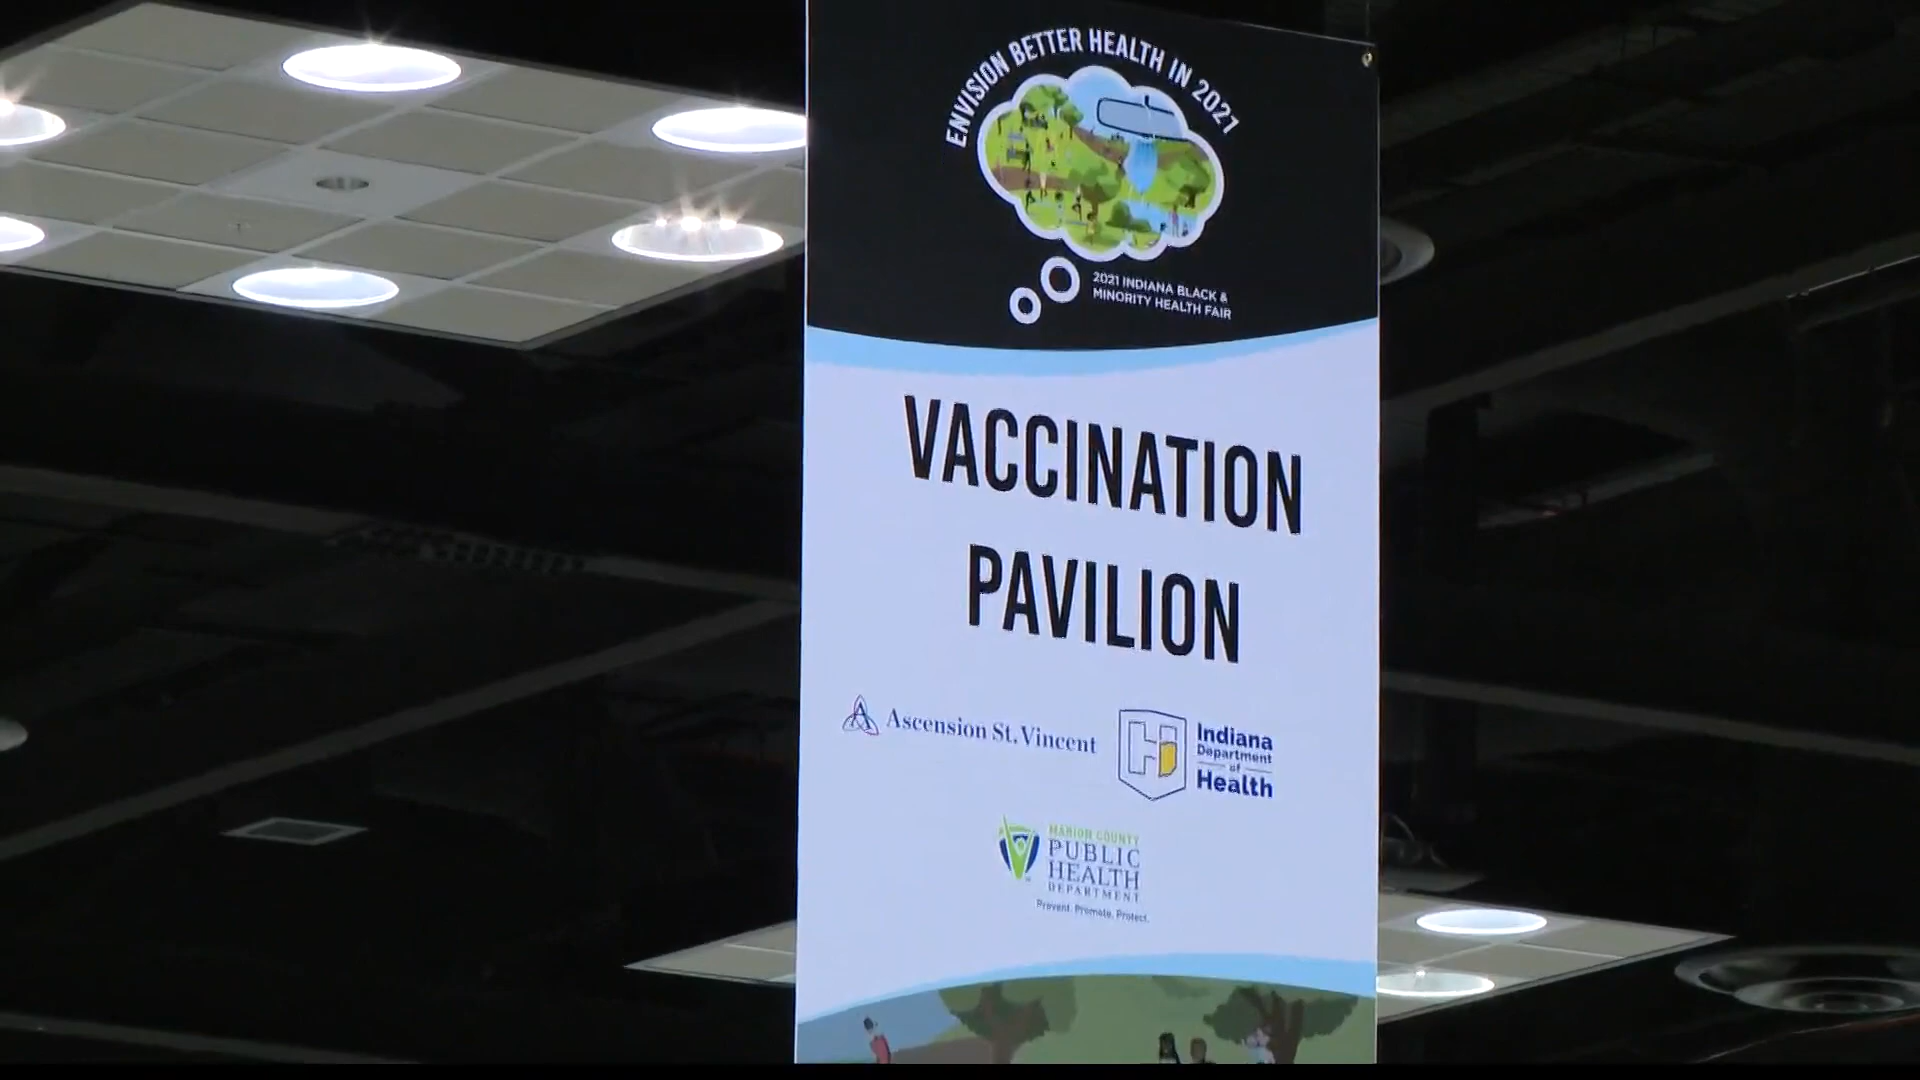 ENVISION BETTER HEALTH IN 2021
2021 INDIANA BLACK &
MINORITY HEALTH FAIR
VACCINATION
PAVILION
Ascension St. Vincent
Indiana
Department
of
Health
MARION COUNTY
PUBLIC
HEALTH
DEPARTMENT
Prevent. Promote. Protect.